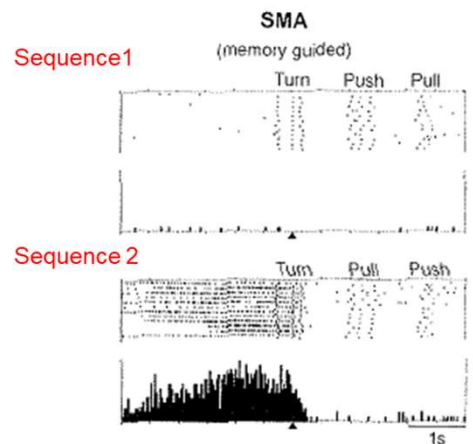 SMA
(memory guided)
Sequence1
Turn Push Pull
Sequence 2
Turn Pull Push
1s